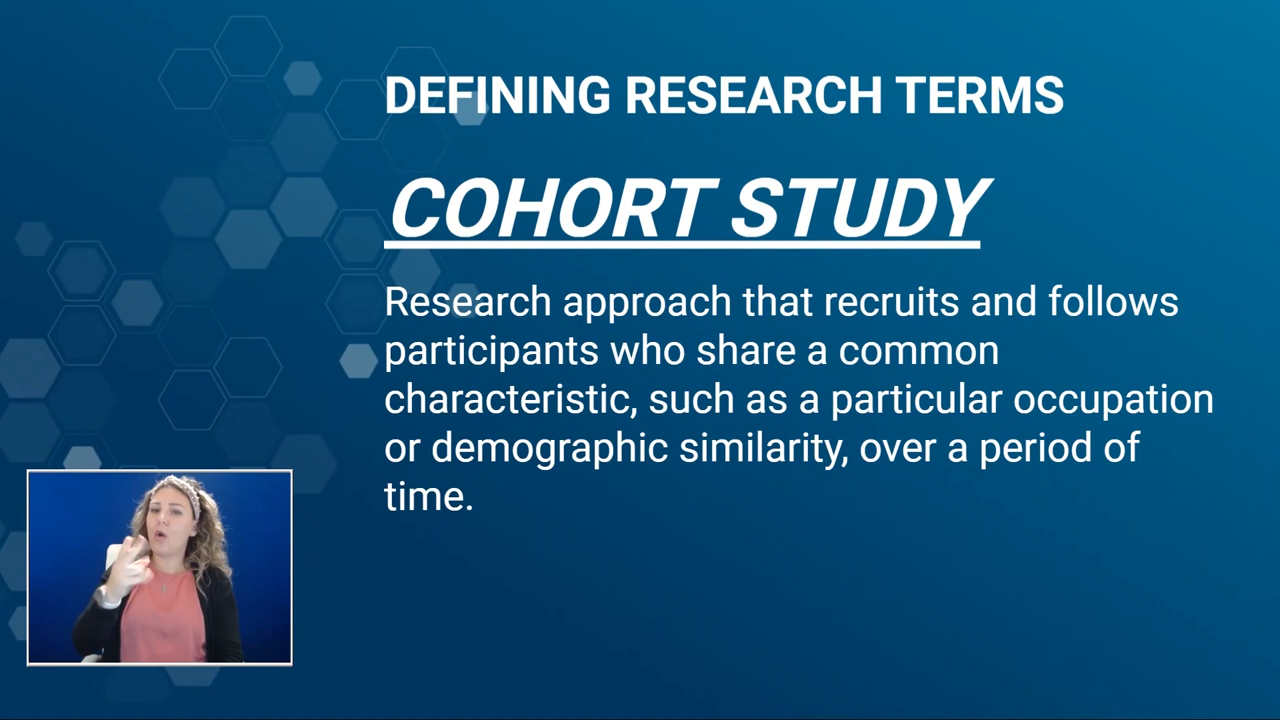 DEFINING RESEARCH TERMS
COHORT STUDY
Research approach that recruits and follows
participants who share a common
characteristic, such as a particular occupation
or demographic similarity, over a period of
time.